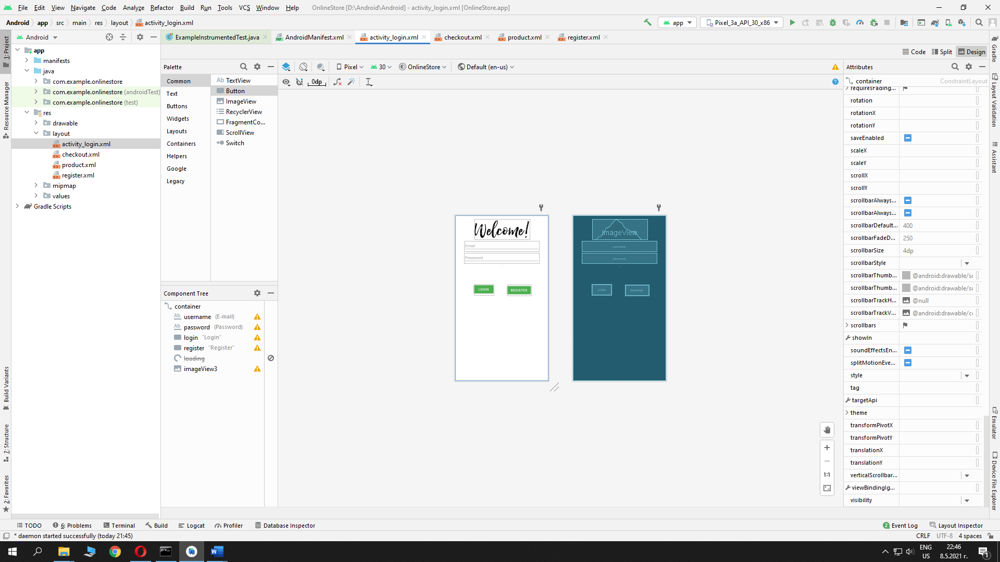 File Edit View Navigate Code Analyze Refactor Build Run Tools VCS Window Help OnlineStore [D:\Android\Android] - activity_login.xml [OnlineStore.app]
Android app src main res layout activity_login.xml app Pixel_3a_API_30_x86
1: Project
Resource Manager
Build Variants
7: Structure
2: Favorites
Android
app
manifests
java
com.example.onlinestore
com.example.onlinestore (androidTest)
com.example.onlinestore (test)
res
drawable
layout
activity_login.xml
checkout.xml
product.xml
register.xml
mipmap
values
Gradle Scripts
ExampleInstrumentedTest.java AndroidManifest.xml activity_login.xml checkout.xml product.xml register.xml
Code Split Design
Palette
Common
Text
Buttons
Widgets
Layouts
Containers
Helpers
Google
Legacy
Ab TextView
Button
ImageView
RecyclerView
FragmentCo...
ScrollView
Switch
Pixel 30 OnlineStore Default (en-us)
0dp
Component Tree
container
Ab username (E-mail)
Ab password (Password)
login "Login"
register "Register"
loading
imageView3
Welcome!
Email
Password
LOGIN REGISTER
ImageView
username
password
LOGIN REGISTER
1:1
Attributes
container ConstraintLayout
requiresFading...
rotation
rotationX
rotationY
saveEnabled
scaleX
scaleY
scrollX
scrollY
scrollbarAlways...
scrollbarAlways...
scrollbarDefault... 400
scrollbarFadeD... 250
scrollbarSize 4dp
scrollbarStyle
scrollbarThumb... @android:drawable/sc
scrollbarThumb... @android:drawable/sc
scrollbarTrackH... @null
scrollbarTrackV... @android:drawable/co
scrollbars
showIn
soundEffectsEn...
splitMotionEve...
style
tag
targetApi
theme
transformPivotX
transformPivotY
translationX
translationY
verticalScrollbar...
viewBindingIg...
visibility
Gradle
Layout Validation
Assistant
Emulator
Device File Explorer
TODO 6: Problems Terminal Build Logcat Profiler Database Inspector 2 Event Log Layout Inspector
* daemon started successfully (today 21:45) CRLF UTF-8 4 spaces
ENG
US
22:46
8.5.2021 г.
1